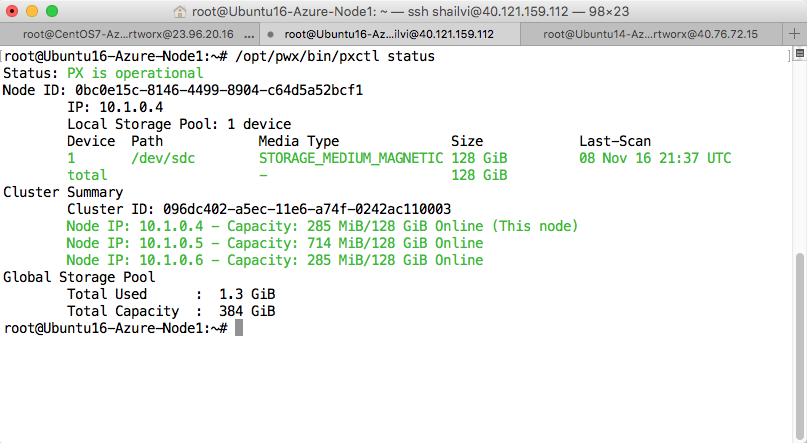 root@Ubuntu16-Azure-Node1: ~ — ssh shailvi@40.121.159.112 — 98×23
root@CentOS7-Az...rtworx@23.96.20.16 ...
root@Ubuntu16-Az...ilvi@40.121.159.112
root@Ubuntu14-Az...rtworx@40.76.72.15
[root@Ubuntu16-Azure-Node1:~# /opt/pwx/bin/pxctl status ]
Status: PX is operational
Node ID: 0bc0e15c-8146-4499-8904-c64d5a52bcf1
IP: 10.1.0.4
Local Storage Pool: 1 device
Device Path Media Type Size Last-Scan
1 /dev/sdc STORAGE_MEDIUM_MAGNETIC 128 GiB 08 Nov 16 21:37 UTC
total - 128 GiB
Cluster Summary
Cluster ID: 096dc402-a5ec-11e6-a74f-0242ac110003
Node IP: 10.1.0.4 - Capacity: 285 MiB/128 GiB Online (This node)
Node IP: 10.1.0.5 - Capacity: 714 MiB/128 GiB Online
Node IP: 10.1.0.6 - Capacity: 285 MiB/128 GiB Online
Global Storage Pool
Total Used : 1.3 GiB
Total Capacity : 384 GiB
root@Ubuntu16-Azure-Node1:~#